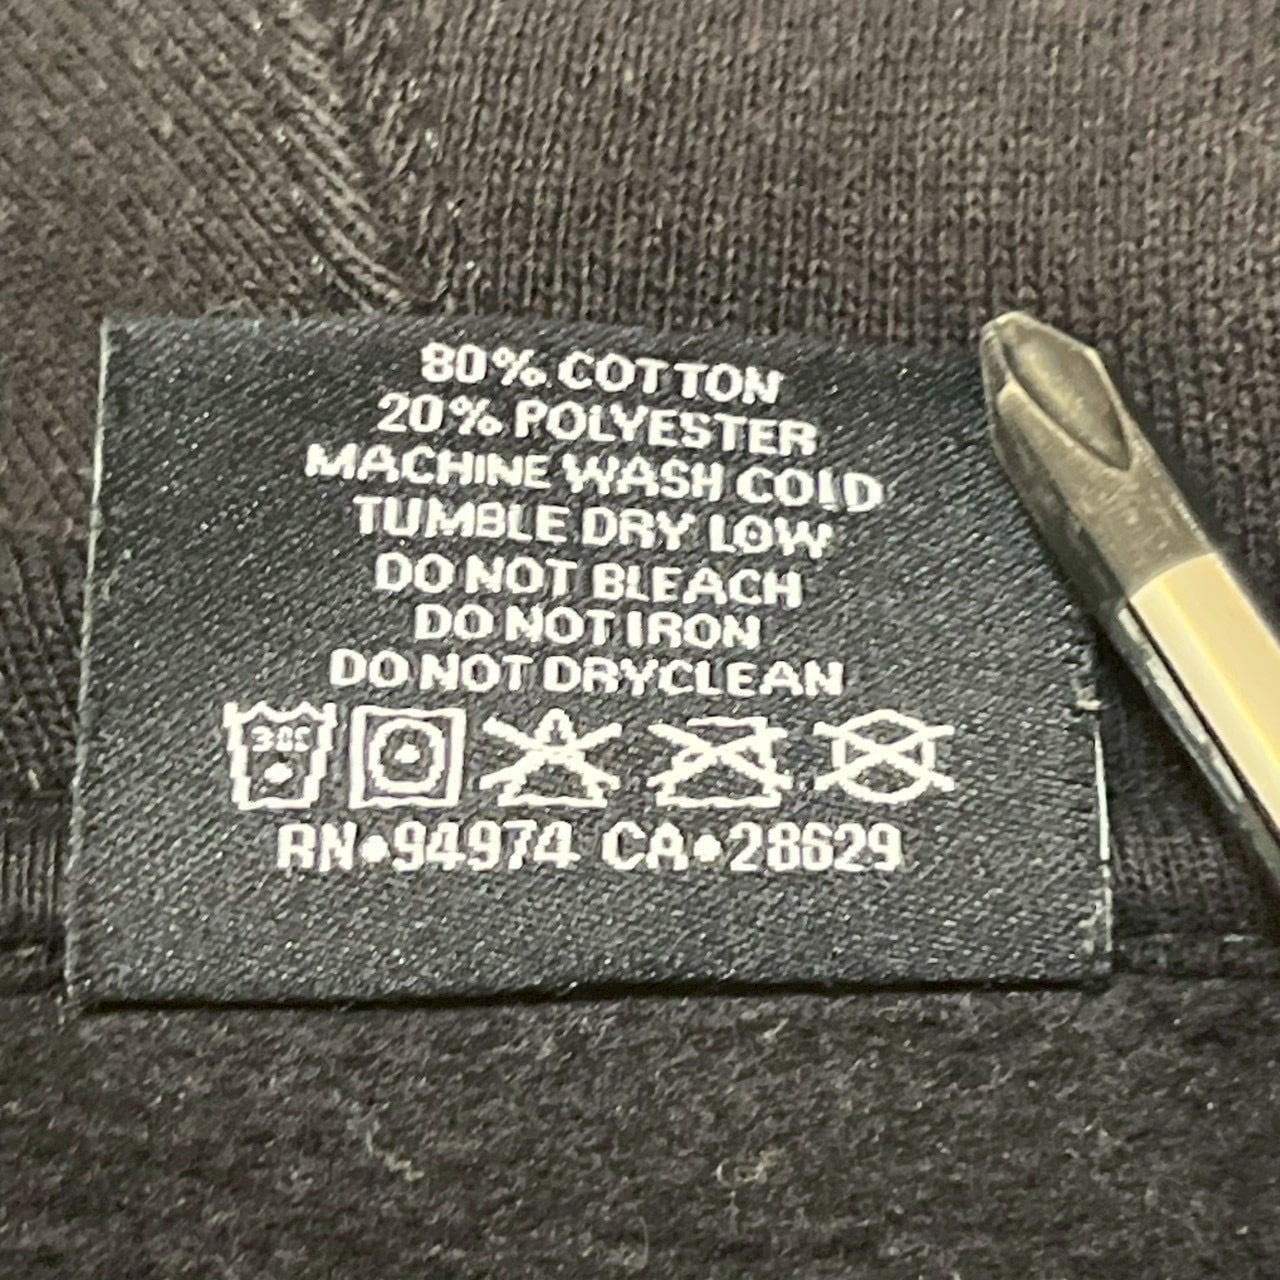 80% COTTON
20% POLYESTER
MACHINE WASH COLD
TUMBLE DRY LOW
DO NOT BLEACH
DO NOT IRON
DO NOT DRYCLEAN
30C
RN•94974 CA•28629